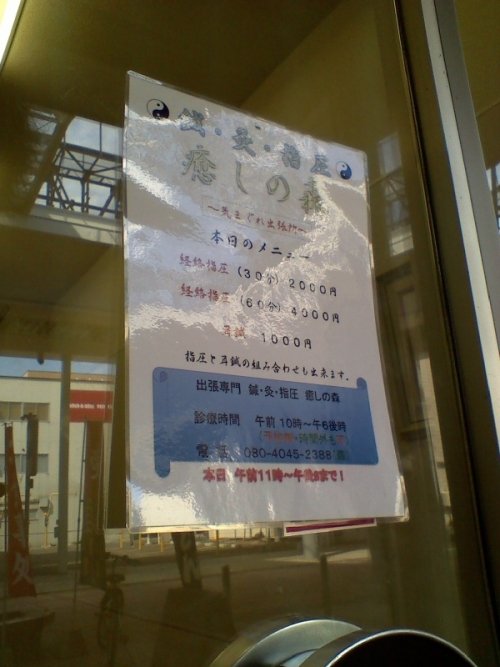 鍼・灸・指圧
癒しの森
～気まぐれ出張所～
本日のメニュー
経絡指圧(30分) 2000円
経絡指圧(60分) 4000円
耳鍼 1000円
指圧と耳鍼の組み合わせも出来ます。
出張専門 鍼・灸・指圧 癒しの森
診療時間 午前10時～午後6時
・時間外も
電話 080-4045-2388
本日 午前11時～午後
まで!